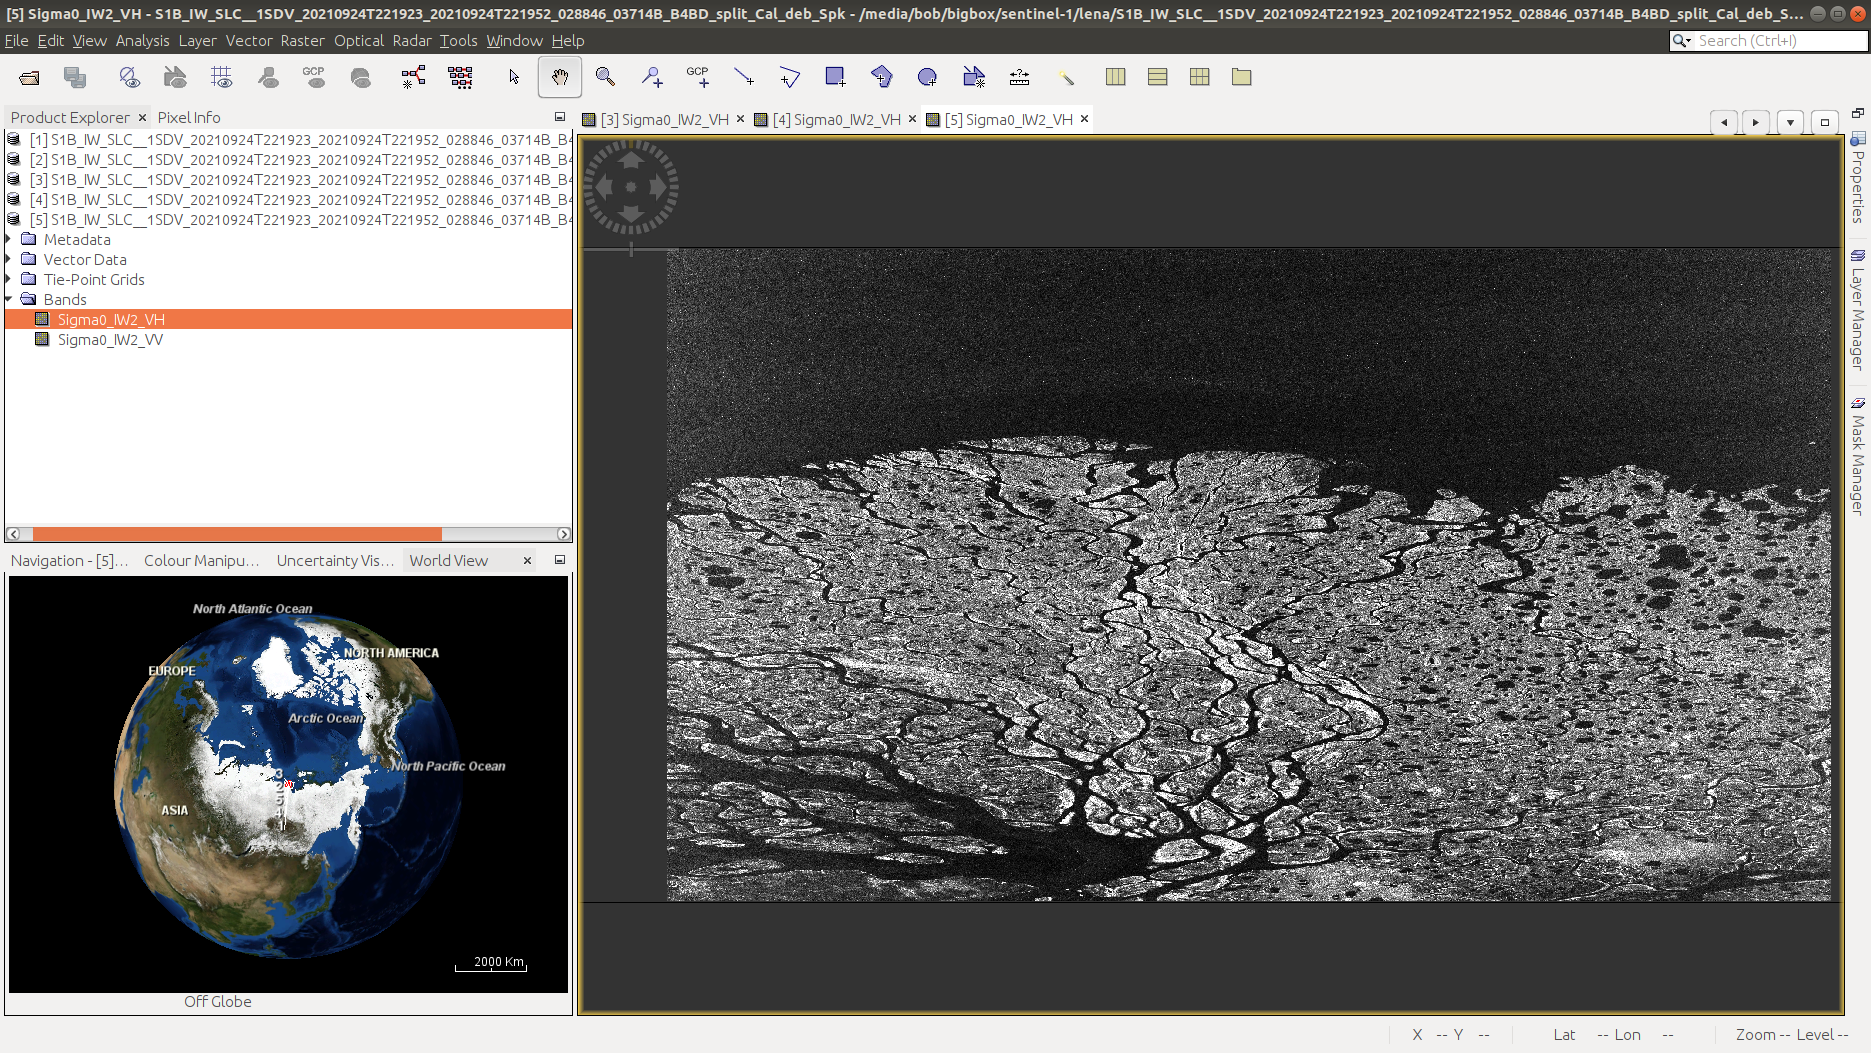 [5] Sigma0_IW2_VH - S1B_IW_SLC__1SDV_20210924T221923_20210924T221952_028846_03714B_B4BD_split_Cal_deb_Spk - /media/bob/bigbox/sentinel-1/lena/S1B_IW_SLC__1SDV_20210924T221923_20210924T221952_028846_03714B_B4BD_split_Cal_deb_S...
File Edit View Analysis Layer Vector Raster Optical Radar Tools Window Help
Search (Ctrl+I)
GCP GCP
Product Explorer Pixel Info
[3] Sigma0_IW2_VH [4] Sigma0_IW2_VH [5] Sigma0_IW2_VH
[1] S1B_IW_SLC__1SDV_20210924T221923_20210924T221952_028846_03714B_B4
[2] S1B_IW_SLC__1SDV_20210924T221923_20210924T221952_028846_03714B_B4
[3] S1B_IW_SLC__1SDV_20210924T221923_20210924T221952_028846_03714B_B4
[4] S1B_IW_SLC__1SDV_20210924T221923_20210924T221952_028846_03714B_B4
[5] S1B_IW_SLC__1SDV_20210924T221923_20210924T221952_028846_03714B_B4
Metadata
Vector Data
Tie-Point Grids
Bands
Sigma0_IW2_VH
Sigma0_IW2_VV
Properties
Layer Manager
Mask Manager
Navigation - [5]... Colour Manipu... Uncertainty Vis... World View
North Atlantic Ocean
NORTH AMERICA
EUROPE
Arctic Ocean
North Pacific Ocean
3
2
5
4
ASIA
2000 Km
Off Globe
X -- Y -- Lat -- Lon -- Zoom -- Level --